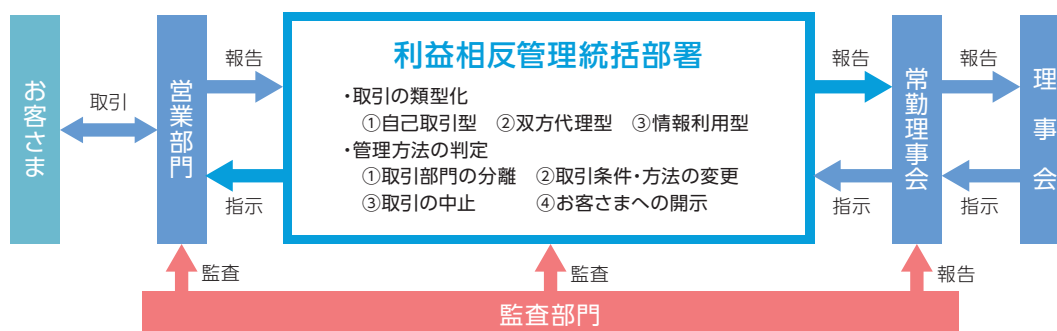 お客さま
取引
営業部門
報告
指示
利益相反管理統括部署
・取引の類型化
①自己取引型 ②双方代理型 ③情報利用型
・管理方法の判定
①取引部門の分離 ②取引条件・方法の変更
③取引の中止 ④お客さまへの開示
報告
指示
常勤理事会
報告
指示
理事会
監査
監査
報告
監査部門